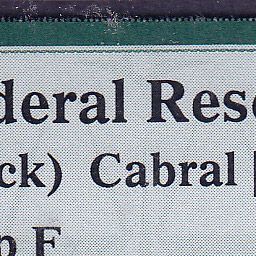 deral Rese
ck) Cabral [
p F